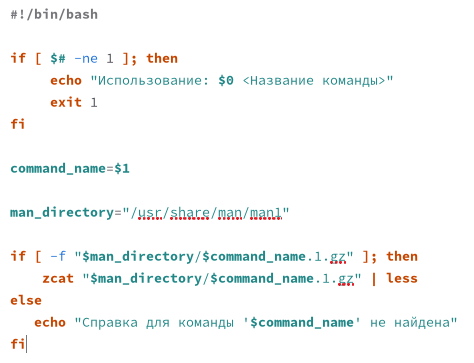 #!/bin/bash
if [ $# -ne 1 ]; then
echo "Использование: $0 <Название команды>"
exit 1
fi
command_name=$1
man_directory="/usr/share/man/man1"
if [ -f "$man_directory/$command_name.1.gz" ]; then
zcat "$man_directory/$command_name.1.gz" | less
else
echo "Справка для команды '$command_name' не найдена"
fi